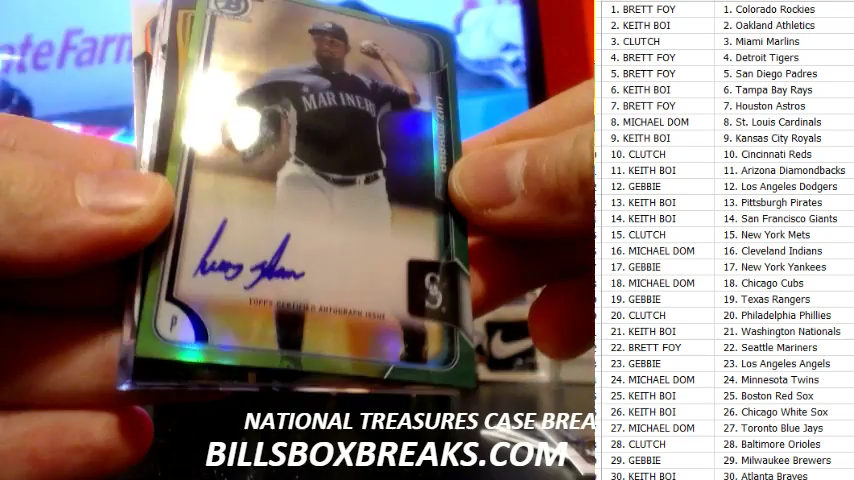 ate Farm
MARINERS
TOPPS CERTIFIED AUTOGRAPH ISSUE
P
S
NATIONAL TREASURES CASE BREA
BILLSBOXBREAKS.COM
1. BRETT FOY 1. Colorado Rockies
2. KEITH BOI 2. Oakland Athletics
3. CLUTCH 3. Miami Marlins
4. BRETT FOY 4. Detroit Tigers
5. BRETT FOY 5. San Diego Padres
6. KEITH BOI 6. Tampa Bay Rays
7. BRETT FOY 7. Houston Astros
8. MICHAEL DOM 8. St. Louis Cardinals
9. KEITH BOI 9. Kansas City Royals
10. CLUTCH 10. Cincinnati Reds
11. KEITH BOI 11. Arizona Diamondbacks
12. GEBBIE 12. Los Angeles Dodgers
13. KEITH BOI 13. Pittsburgh Pirates
14. KEITH BOI 14. San Francisco Giants
15. CLUTCH 15. New York Mets
16. MICHAEL DOM 16. Cleveland Indians
17. GEBBIE 17. New York Yankees
18. MICHAEL DOM 18. Chicago Cubs
19. GEBBIE 19. Texas Rangers
20. CLUTCH 20. Philadelphia Phillies
21. KEITH BOI 21. Washington Nationals
22. BRETT FOY 22. Seattle Mariners
23. GEBBIE 23. Los Angeles Angels
24. MICHAEL DOM 24. Minnesota Twins
25. KEITH BOI 25. Boston Red Sox
26. KEITH BOI 26. Chicago White Sox
27. MICHAEL DOM 27. Toronto Blue Jays
28. CLUTCH 28. Baltimore Orioles
29. GEBBIE 29. Milwaukee Brewers
30. KEITH BOI 30. Atlanta Braves